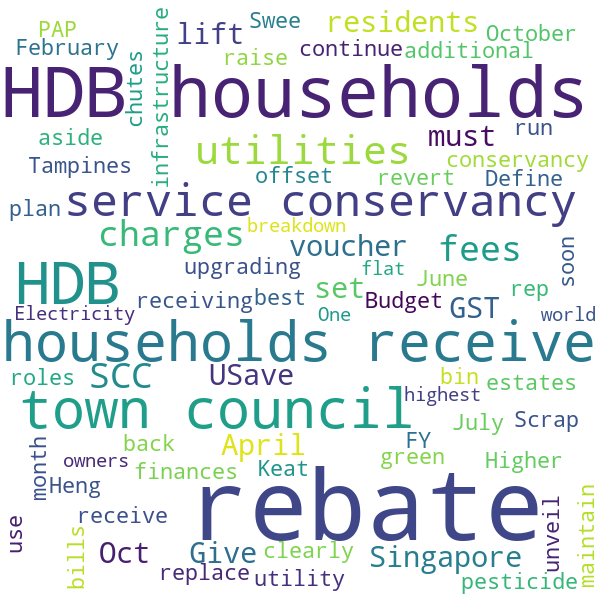 PAP
Swee
residents
October
February
chutes
infrastructure
lift
raise
continue
additional
HDB households
aside
utilities
must
run
Tampines
offset
revert
conservancy
Define
plan
service conservancy
charges
breakdown
voucher
fees
soon
HDB
upgrading
flat
June
receiving
best
set
Budget
GST
rep
Electricity
One
world
households receive
roles
SCC
USave
bin
estates
highest
town council
July
Scrap
month
back
April
FY
green
Higher
owners
finances
Keat
Heng
rebate
use
receive
bills
Oct
Give
clearly
Singapore
unveil
maintain
replace
utility
pesticide